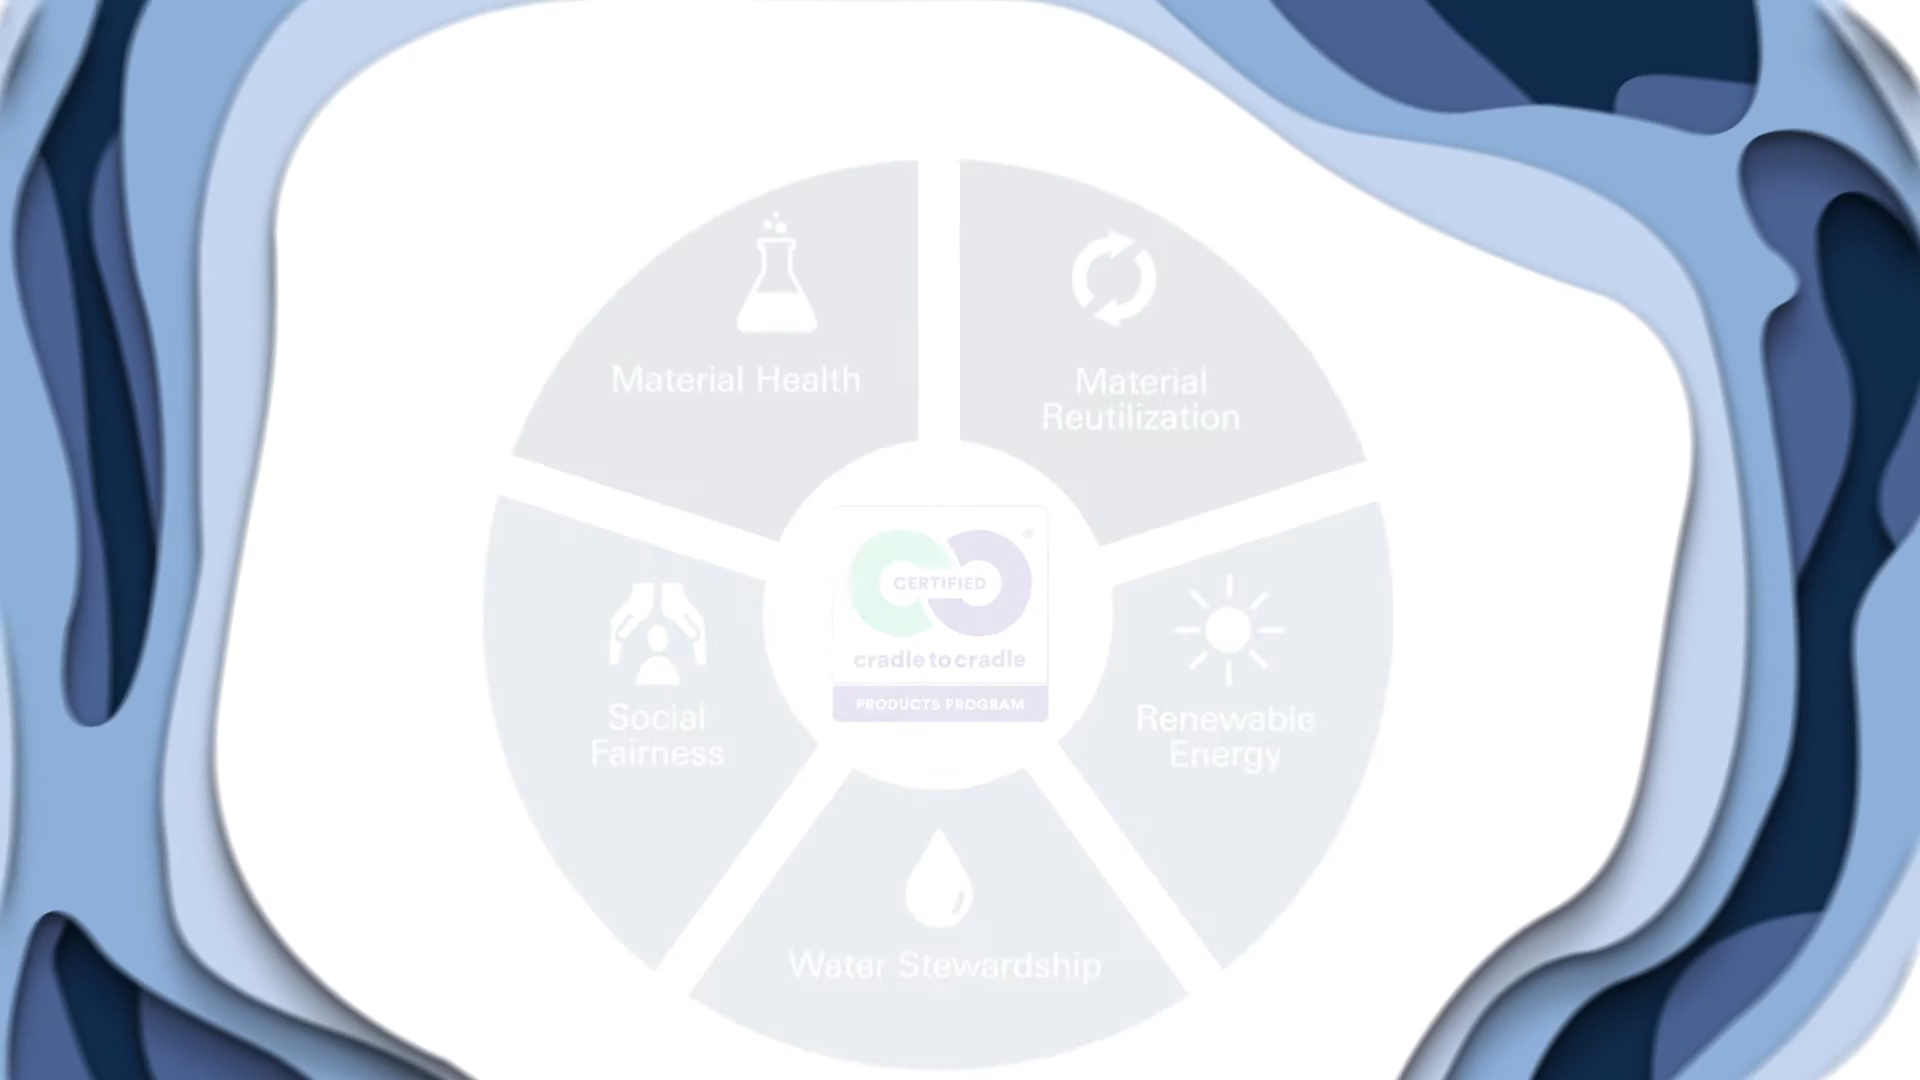 Material Health
Material
Reutilization
CERTIFIED
®
cradle to cradle
PRODUCTS PROGRAM
Social
Fairness
Renewable
Energy
Water Stewardship